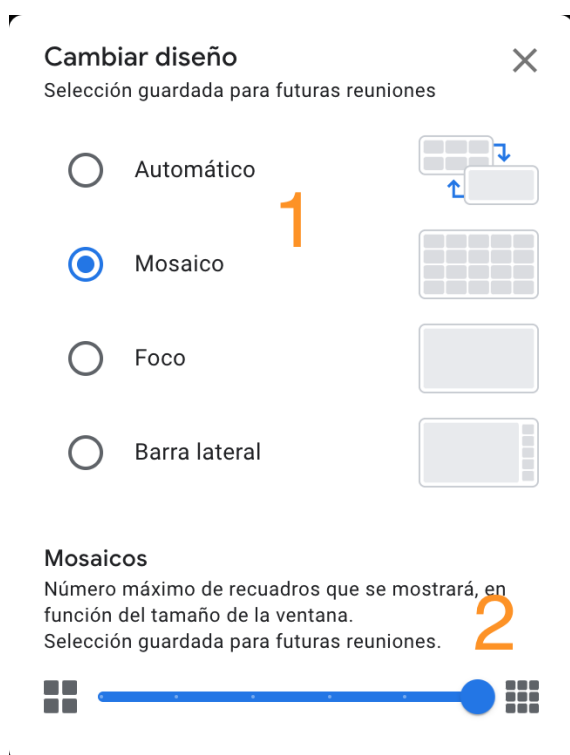 Cambiar diseño
Selección guardada para futuras reuniones
Automático
1
Mosaico
Foco
Barra lateral
Mosaicos
Número máximo de recuadros que se mostrará, en
función del tamaño de la ventana.
Selección guardada para futuras reuniones.
2